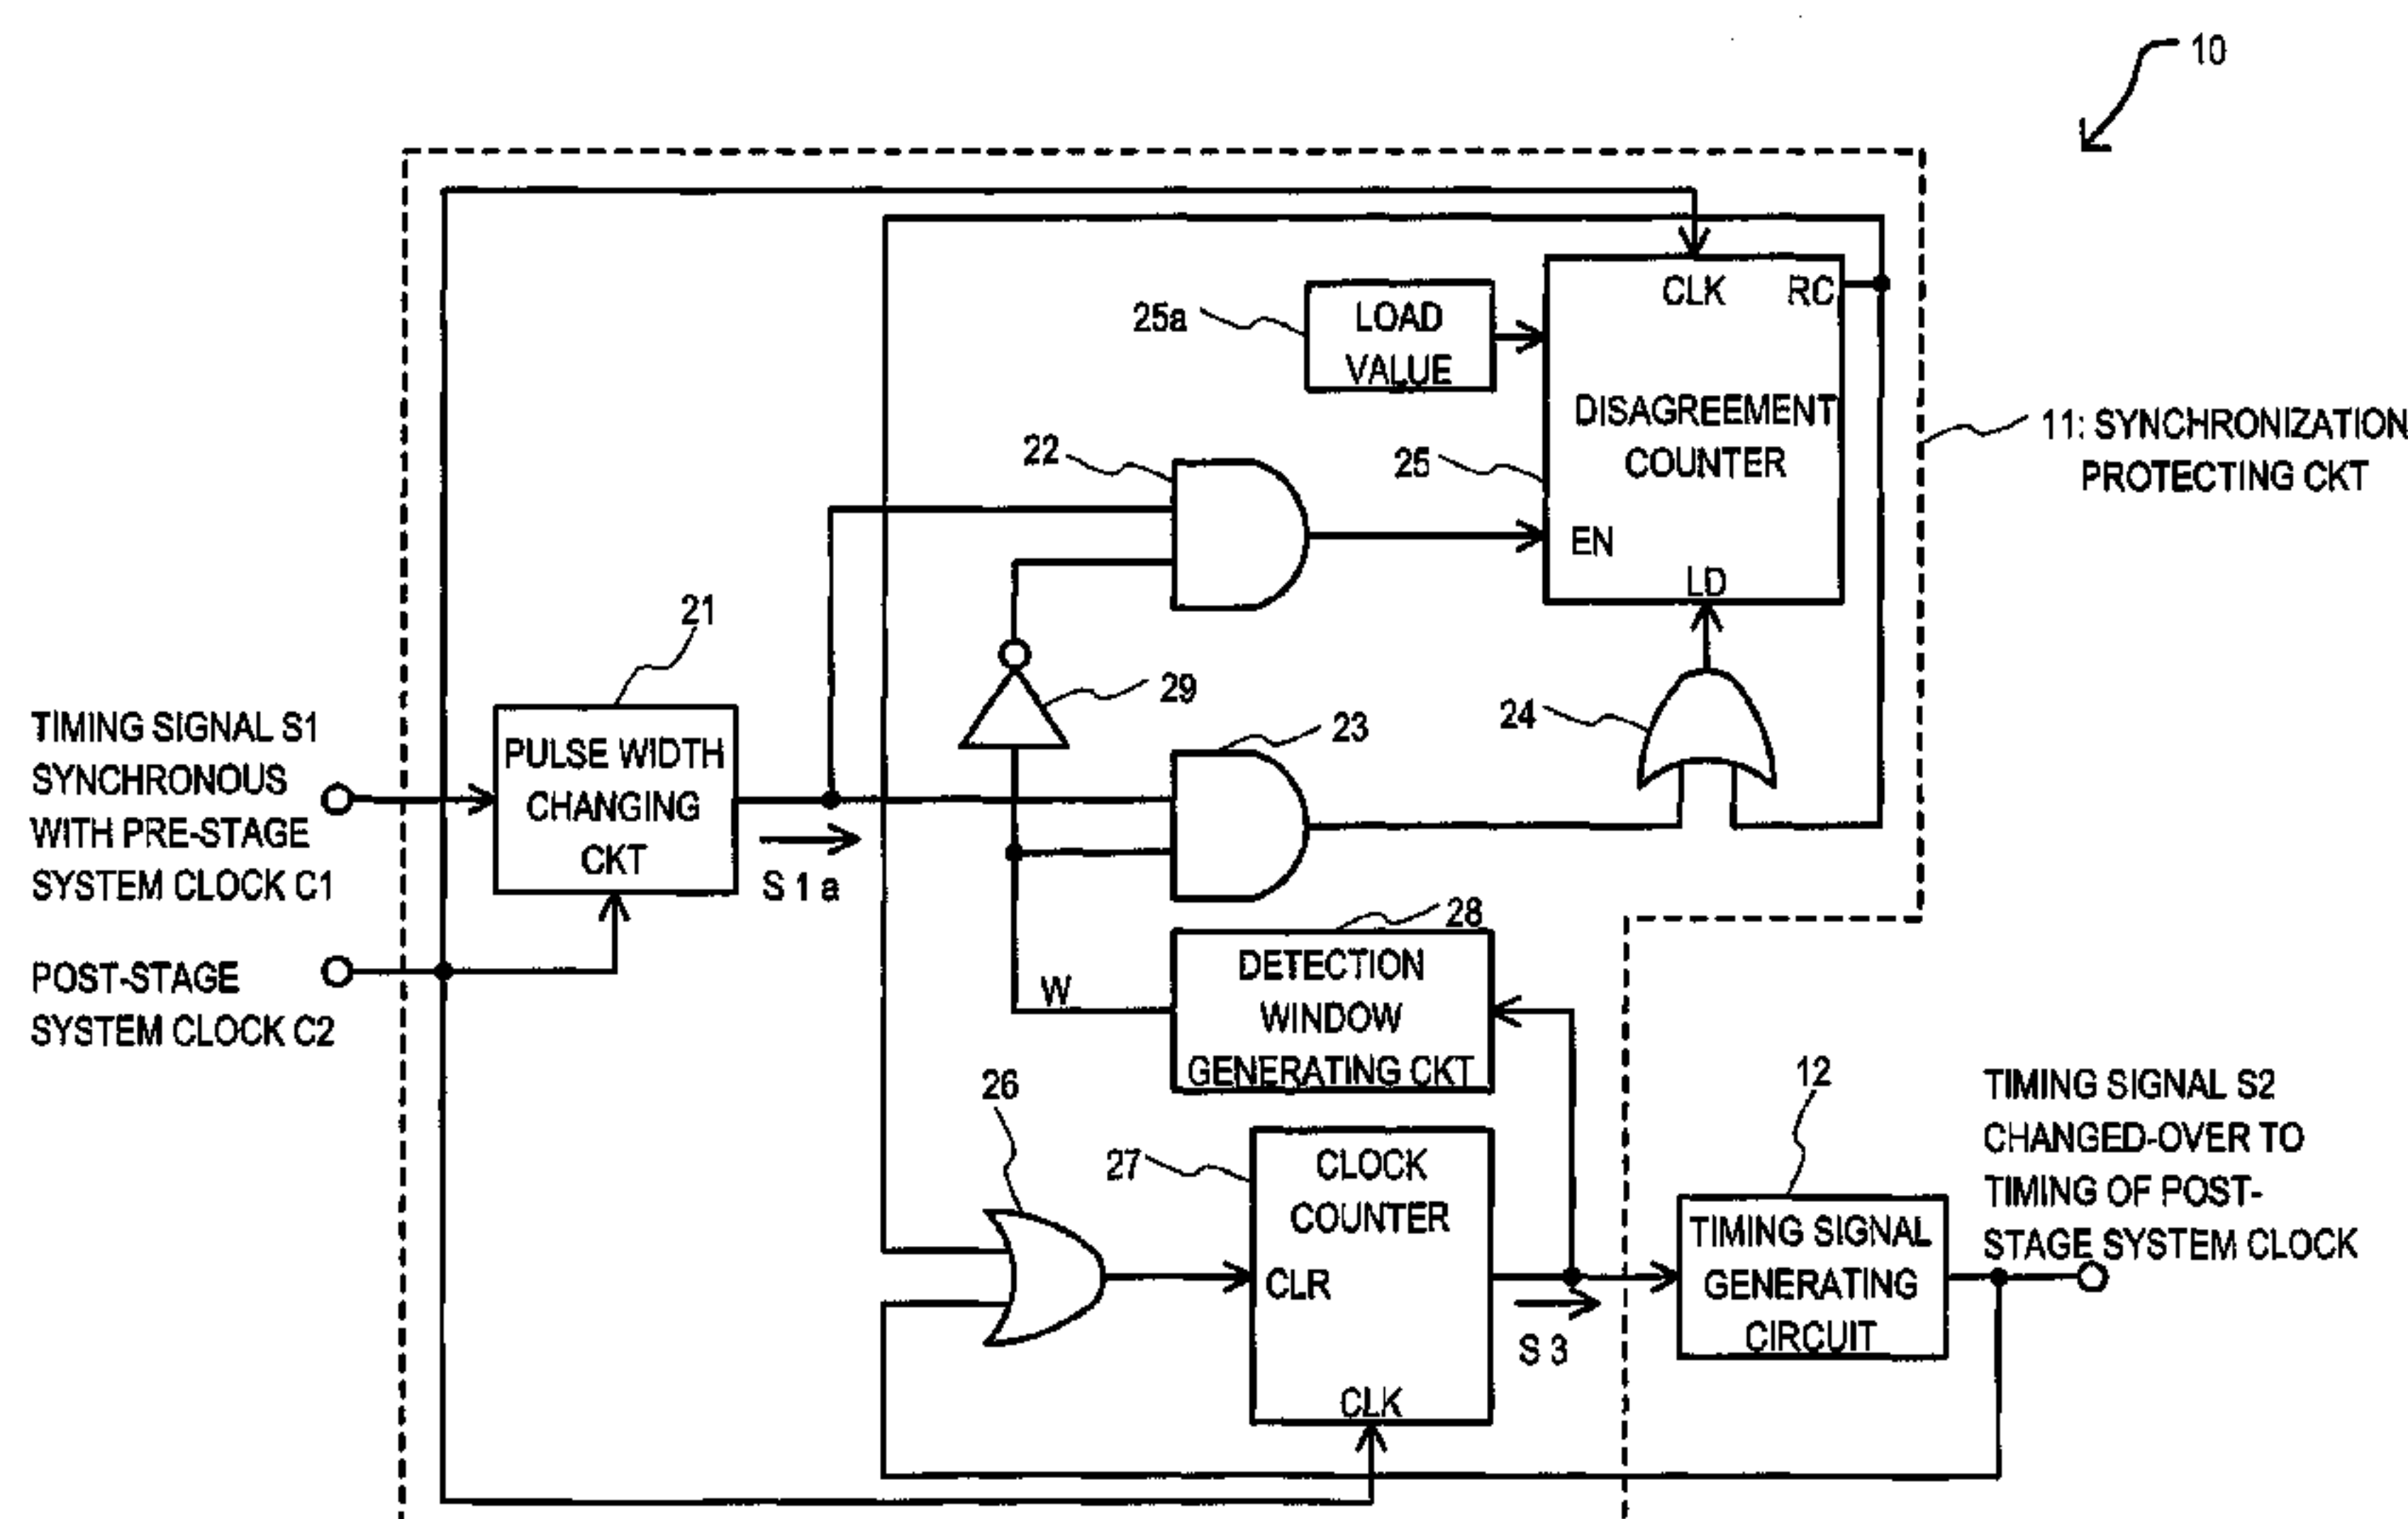 10
CLK
RC
25a
LOAD
VALUE
DISAGREEMENT
COUNTER
11: SYNCHRONIZATION
PROTECTING CKT
22
25
EN
LD
21
29
23
24
TIMING SIGNAL S1
SYNCHRONOUS
WITH PRE-STAGE
SYSTEM CLOCK C1
PULSE WIDTH
CHANGING
CKT
S 1 a
28
POST-STAGE
SYSTEM CLOCK C2
W
DETECTION
WINDOW
GENERATING CKT
26
27
CLOCK
COUNTER
CLR
CLK
S 3
12
TIMING SIGNAL
GENERATING
CIRCUIT
TIMING SIGNAL S2
CHANGED-OVER TO
TIMING OF POST-
STAGE SYSTEM CLOCK